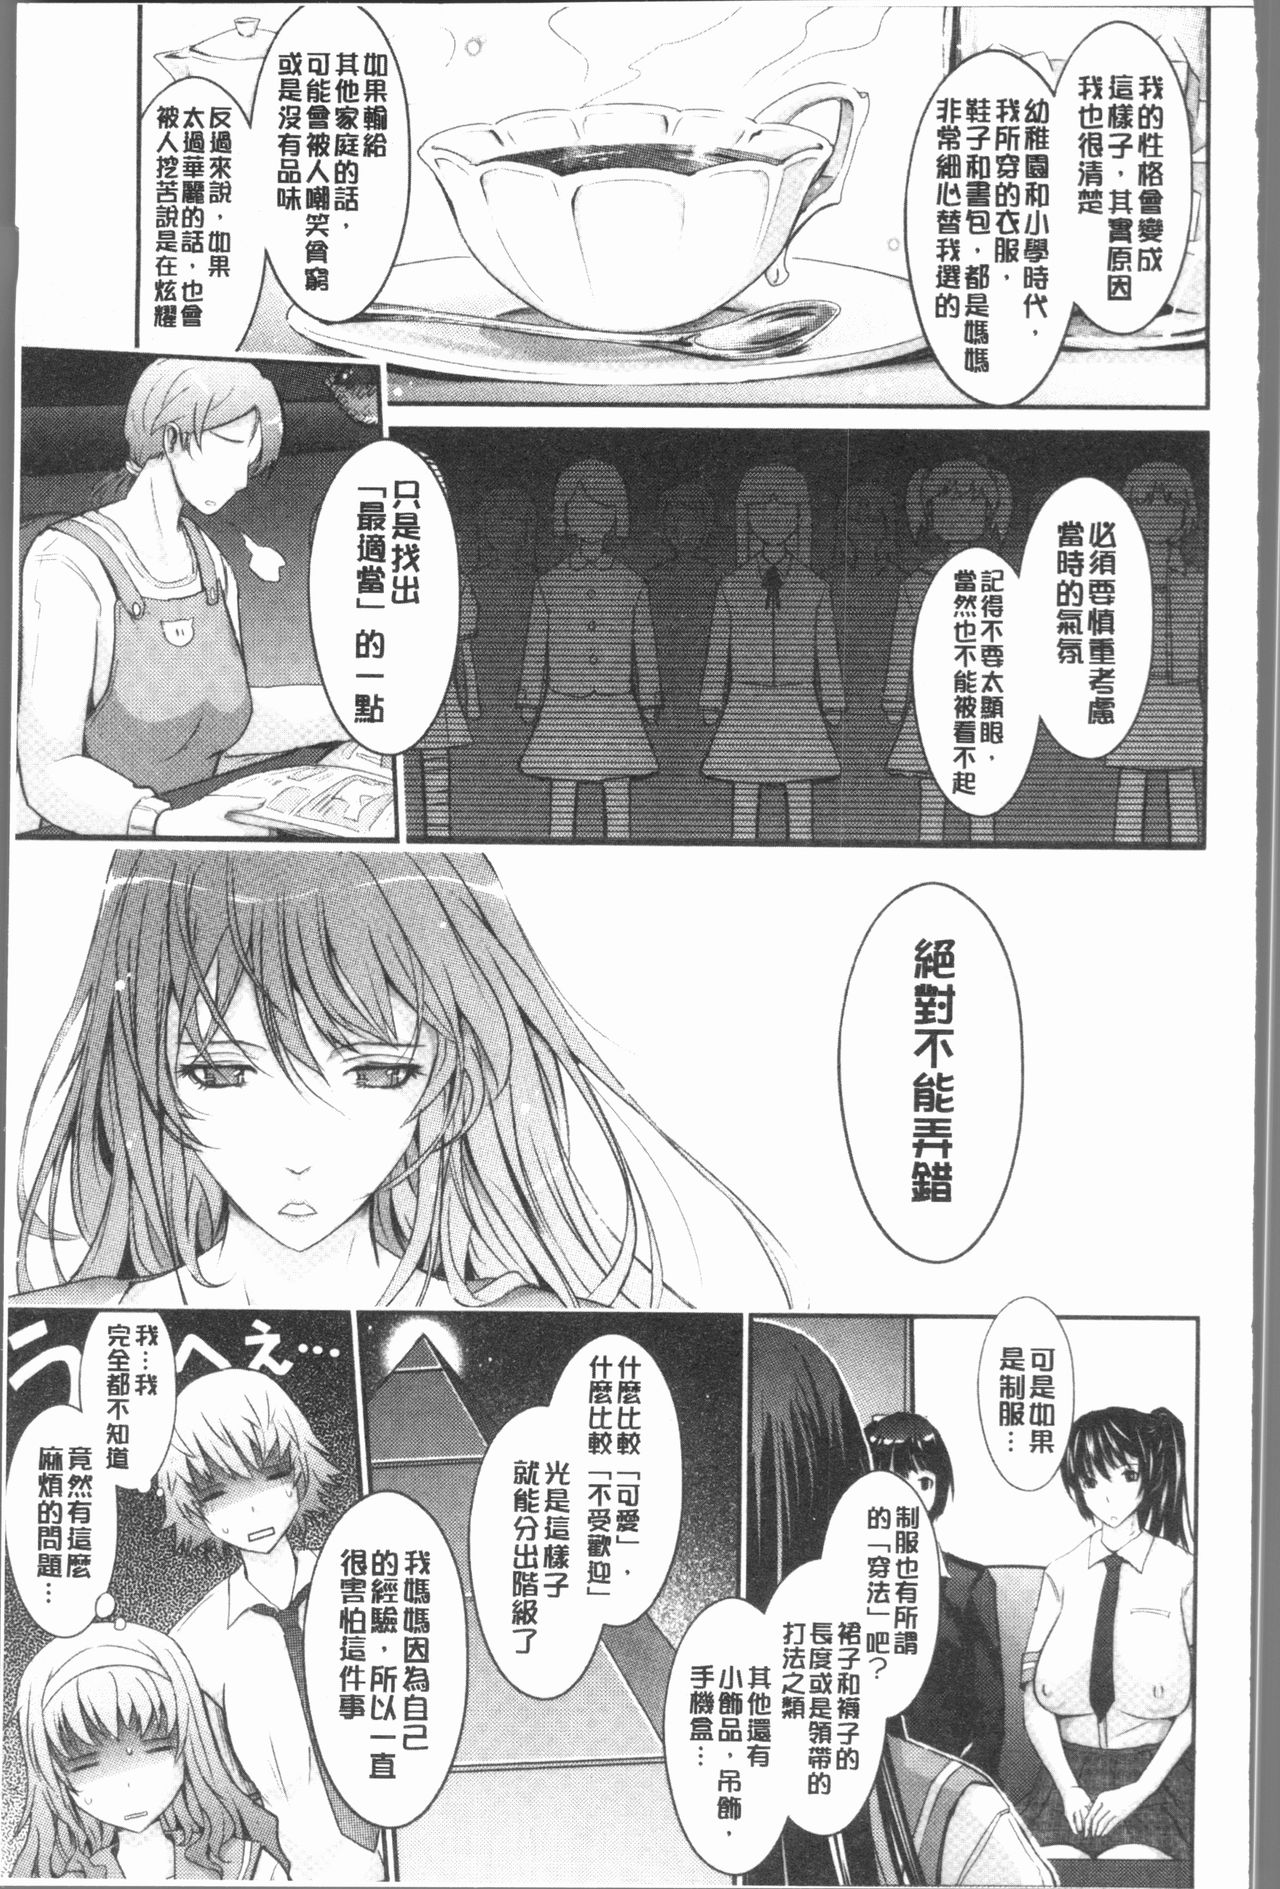 我的性格會變成
這樣子，其實原因
我也很清楚
幼稚園和小學時代，
我所穿的衣服，
鞋子和書包，都是媽媽
非常細心替我選的
如果輸給
其他家庭的話，
可能會被人嘲笑貧窮
或是沒有品味
反過來說，如果
太過華麗的話，也會
被人挖苦說是在炫耀
必須要慎重考慮
當時的氣氛
記得不要太顯眼，
當然也不能被看不起
只是找出
「最適當」的一點
絕對不能弄錯
可是如果
是制服…
制服也有所謂
的「穿法」吧？
裙子和襪子的
長度或是領帶的
打法之類
其他還有
小飾品，吊飾，
手機盒…
什麼比較「可愛」，
什麼比較「不受歡迎」
光是這樣子
就能分出階級了
我媽媽因為自己
的經驗，所以一直
很害怕這件事
うへぇ…
我…我
完全都不知道
竟然有這麼
麻煩的問題…